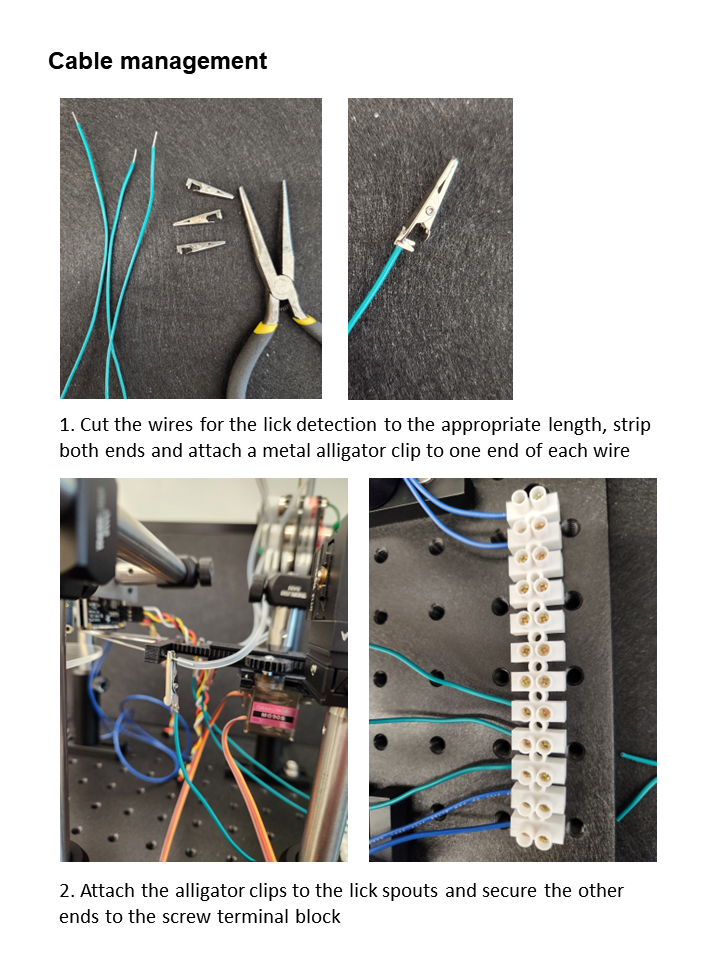 Cable management
1. Cut the wires for the lick detection to the appropriate length, strip
both ends and attach a metal alligator clip to one end of each wire
MG90S
2. Attach the alligator clips to the lick spouts and secure the other
ends to the screw terminal block